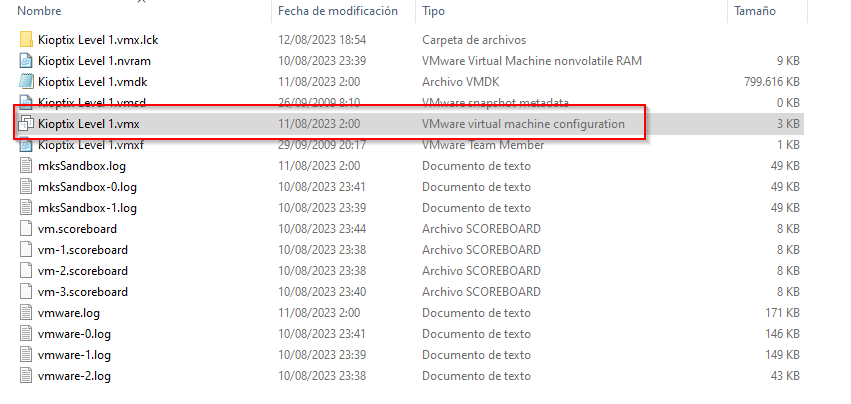 Nombre Fecha de modificación Tipo Tamaño
Kioptix Level 1.vmx.lck 12/08/2023 18:54 Carpeta de archivos
Kioptix Level 1.nvram 10/08/2023 23:39 VMware Virtual Machine nonvolatile RAM 9 KB
Kioptix Level 1.vmdk 11/08/2023 2:00 Archivo VMDK 799.616 KB
Kioptix Level 1.vmsd 26/09/2009 8:10 VMware snapshot metadata 0 KB
Kioptix Level 1.vmx 11/08/2023 2:00 VMware virtual machine configuration 3 KB
Kioptix Level 1.vmxf 29/09/2009 20:17 VMware Team Member 1 KB
mksSandbox.log 11/08/2023 2:00 Documento de texto 49 KB
mksSandbox-0.log 10/08/2023 23:41 Documento de texto 49 KB
mksSandbox-1.log 10/08/2023 23:39 Documento de texto 49 KB
vm.scoreboard 10/08/2023 23:44 Archivo SCOREBOARD 8 KB
vm-1.scoreboard 10/08/2023 23:38 Archivo SCOREBOARD 8 KB
vm-2.scoreboard 10/08/2023 23:38 Archivo SCOREBOARD 8 KB
vm-3.scoreboard 10/08/2023 23:40 Archivo SCOREBOARD 8 KB
vmware.log 11/08/2023 2:00 Documento de texto 171 KB
vmware-0.log 10/08/2023 23:41 Documento de texto 146 KB
vmware-1.log 10/08/2023 23:39 Documento de texto 149 KB
vmware-2.log 10/08/2023 23:38 Documento de texto 43 KB